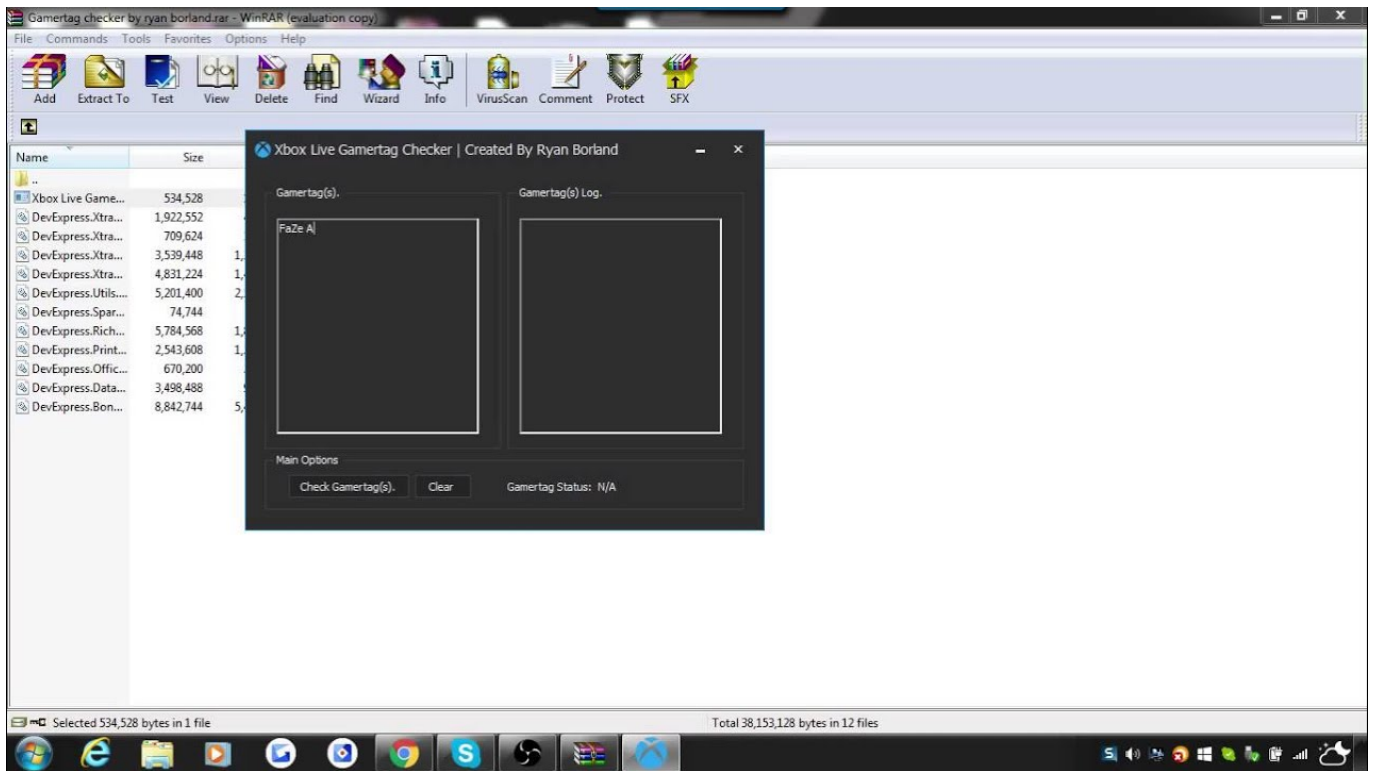 Gamertag checker by ryan borland.rar - WinRAR (evaluation copy)
File Commands Tools Favorites Options Help
Add Extract To Test View Delete Find Wizard Info VirusScan Comment Protect SFX
Name Size
..
Xbox Live Game... 534,528
DevExpress.Xtra... 1,922,552
DevExpress.Xtra... 709,624
DevExpress.Xtra... 3,539,448 1,
DevExpress.Xtra... 4,831,224 1,
DevExpress.Utils.... 5,201,400 2,
DevExpress.Spar... 74,744
DevExpress.Rich... 5,784,568 1,
DevExpress.Print... 2,543,608 1,
DevExpress.Offic... 670,200
DevExpress.Data... 3,498,488
DevExpress.Bon... 8,842,744 5,
Xbox Live Gamertag Checker | Created By Ryan Borland
Gamertag(s). Gamertag(s) Log.
FaZe A
Main Options
Check Gamertag(s). Clear Gamertag Status: N/A
Selected 534,528 bytes in 1 file Total 38,153,128 bytes in 12 files